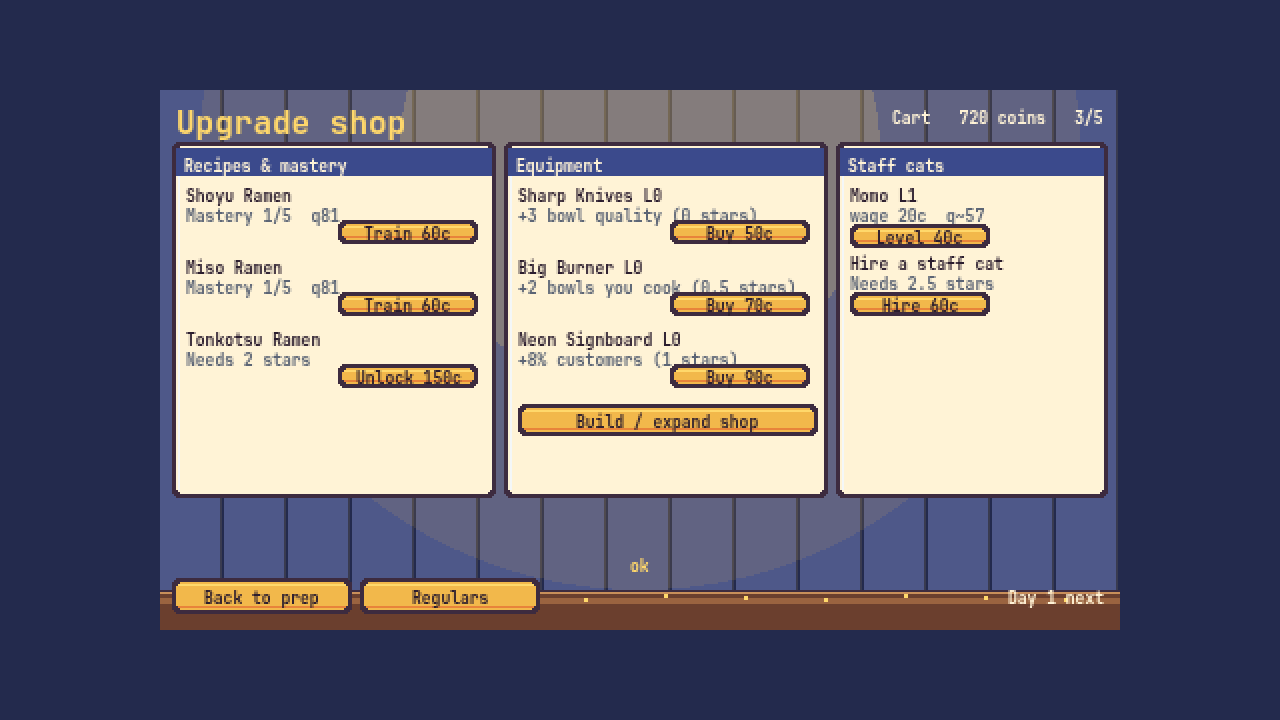 Upgrade shop
Cart 720 coins 3/5
Recipes & mastery
Shoyu Ramen
Mastery 1/5 q81
Train 60c
Miso Ramen
Mastery 1/5 q81
Train 60c
Tonkotsu Ramen
Needs 2 stars
Unlock 150c
Equipment
Sharp Knives L0
+3 bowl quality (0 stars)
Buy 50c
Big Burner L0
+2 bowls you cook (0.5 stars)
Buy 70c
Neon Signboard L0
+8% customers (1 stars)
Buy 90c
Build / expand shop
Staff cats
Momo L1
wage 20c q~57
Level 40c
Hire a staff cat
Needs 2.5 stars
Hire 60c
ok
Back to prep
Regulars
Day 1 next